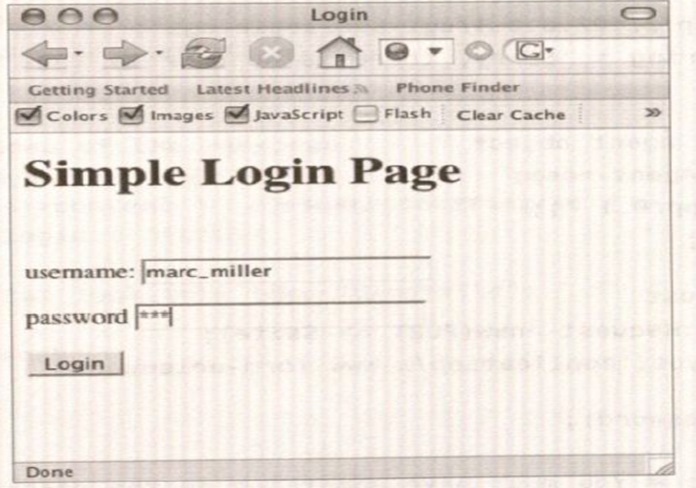 Login
G
Getting Started Latest Headlines Phone Finder
Colors Images JavaScript Flash Clear Cache »
Simple Login Page
username: marc_miller
password ***
Login
Done